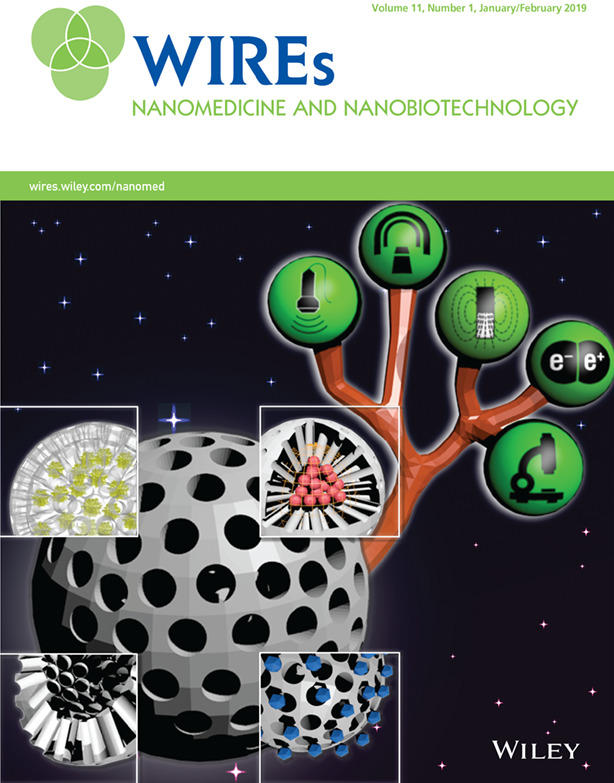 Volume 11, Number 1, January/February 2019
WIREs
NANOMEDICINE AND NANOBIOTECHNOLOGY
wires.wiley.com/nanomed
e⁻ e⁺
WILEY